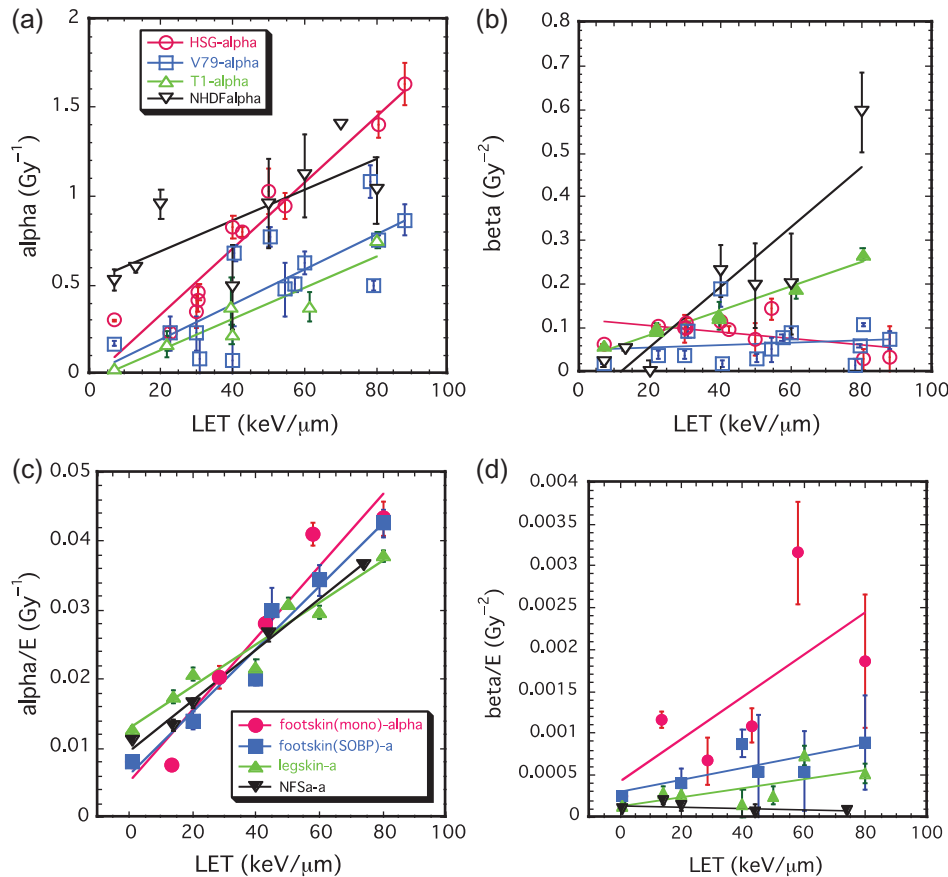 (a)
2
1.5
1
0.5
0
alpha (Gy⁻¹)
HSG-alpha
V79-alpha
T1-alpha
NHDFalpha
0 20 40 60 80 100
LET (keV/μm)
(b)
0.8
0.7
0.6
0.5
0.4
0.3
0.2
0.1
0
beta (Gy⁻²)
0 20 40 60 80 100
LET (keV/μm)
(c)
0.05
0.04
0.03
0.02
0.01
0
alpha/E (Gy⁻¹)
footskin(mono)-alpha
footskin(SOBP)-a
legskin-a
NFSa-a
0 20 40 60 80 100
LET (keV/μm)
(d)
0.004
0.0035
0.003
0.0025
0.002
0.0015
0.001
0.0005
0
beta/E (Gy⁻²)
0 20 40 60 80 100
LET (keV/μm)